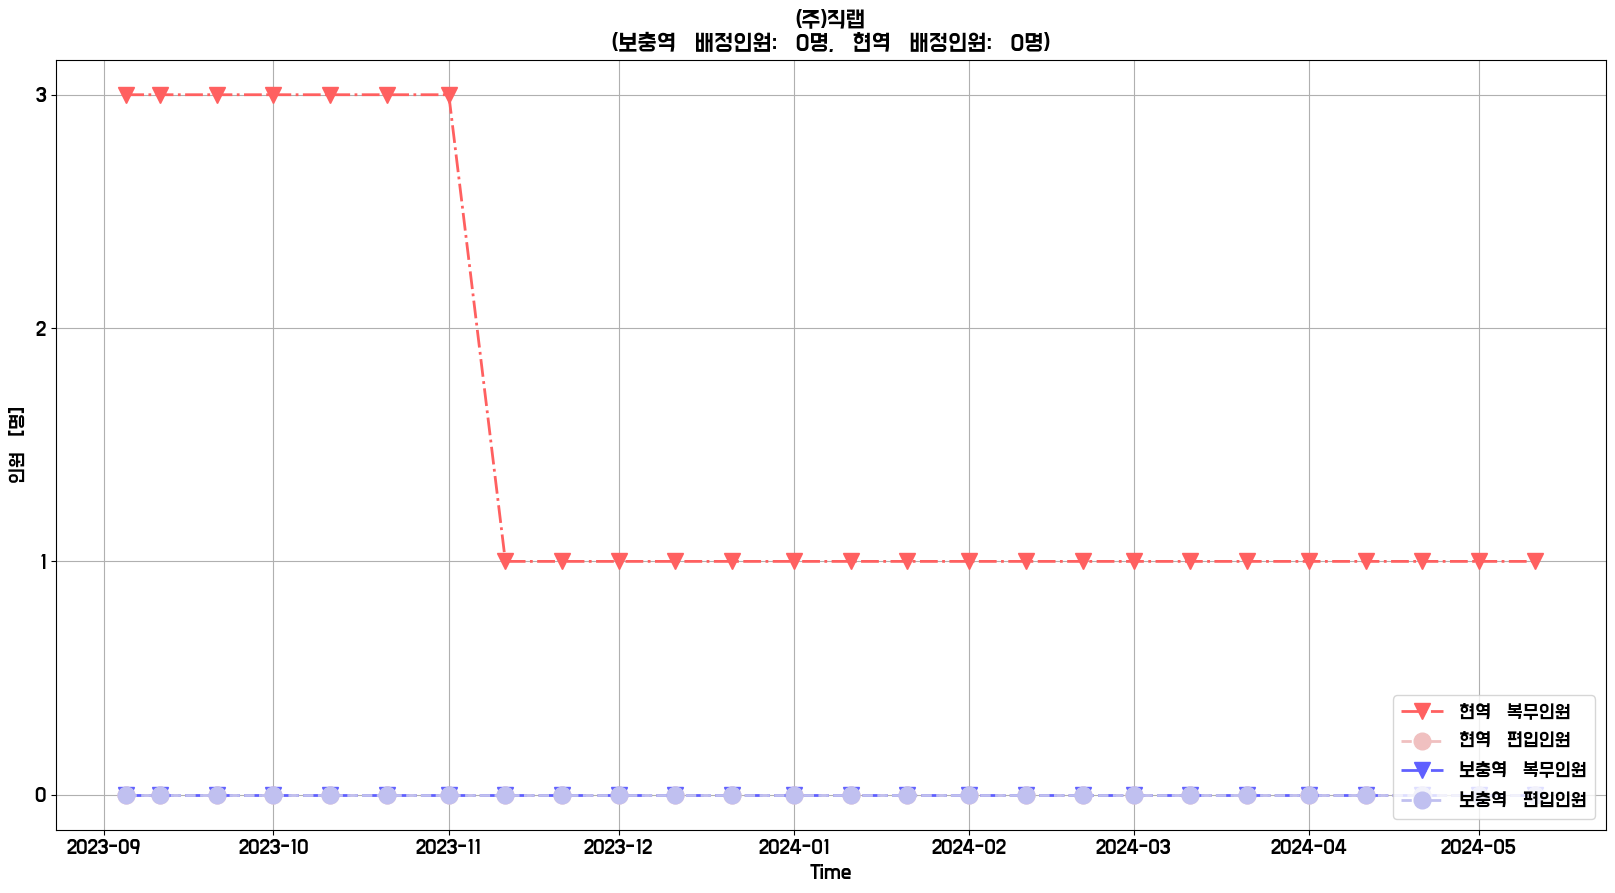 (주)직랩
(보충역 배정인원: 0명, 현역 배정인원: 0명)
인원 [명]
3
2
1
0
2023-09 2023-10 2023-11 2023-12 2024-01 2024-02 2024-03 2024-04 2024-05
Time
현역 복무인원
현역 편입인원
보충역 복무인원
보충역 편입인원